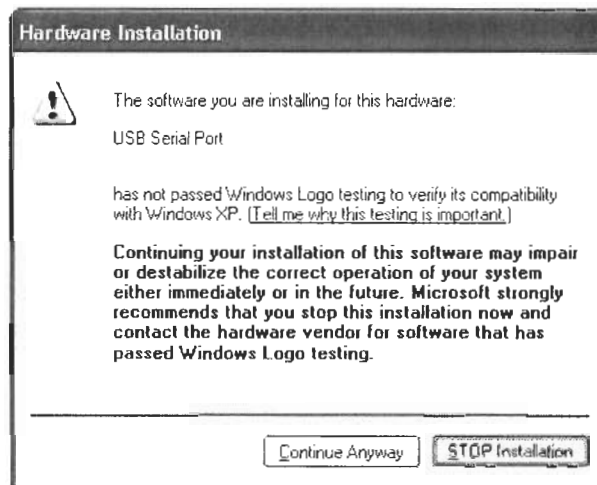 Hardware Installation
The software you are installing for this hardware:
USB Serial Port
has not passed Windows Logo testing to verify its compatibility
with Windows XP. (Tell me why this testing is important.)
Continuing your installation of this software may impair
or destabilize the correct operation of your system
either immediately or in the future. Microsoft strongly
recommends that you stop this installation now and
contact the hardware vendor for software that has
passed Windows Logo testing.
Continue Anyway
STOP Installation